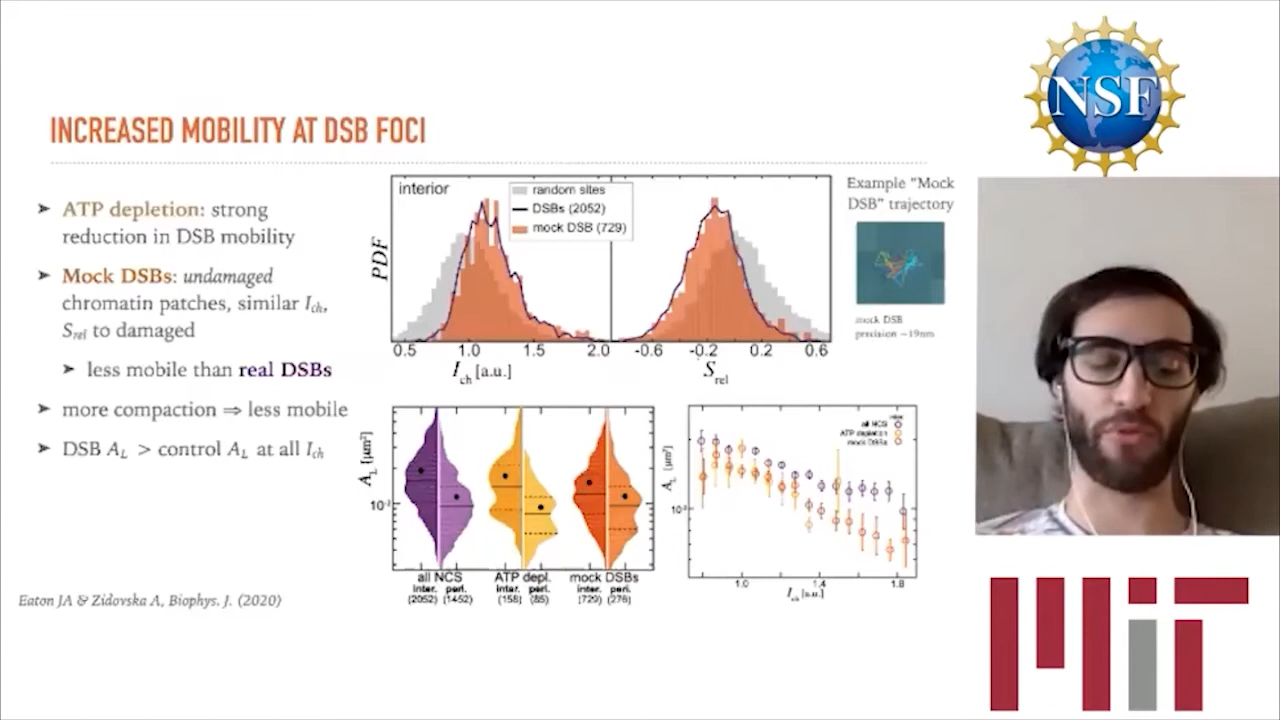 INCREASED MOBILITY AT DSB FOCI
ATP depletion: strong
reduction in DSB mobility
Mock DSBs: undamaged
chromatin patches, similar Ich,
Srel to damaged
less mobile than real DSBs
more compaction ⇒ less mobile
DSB AL > control AL at all Ich
Eaton JA & Zidovska A, Biophys. J. (2020)
interior
random sites
DSBs (2052)
mock DSB (729)
PDF
0.5 1.0 1.5 2.0 -0.6 -0.2 0.2 0.6
Ich [a.u.] Srel
Example "Mock
DSB" trajectory
mock DSB
precision ~19nm
AL [μm²]
10⁻²
all NCS ATP depl. mock DSBs
inter. peri. inter. peri. inter. peri.
(2052) (1452) (158) (85) (729) (276)
AL [μm²]
10⁻²
inter.
all NCS
ATP depletion
mock DSBs
1.0 1.4 1.8
Ich [a.u.]
NSF
MIT